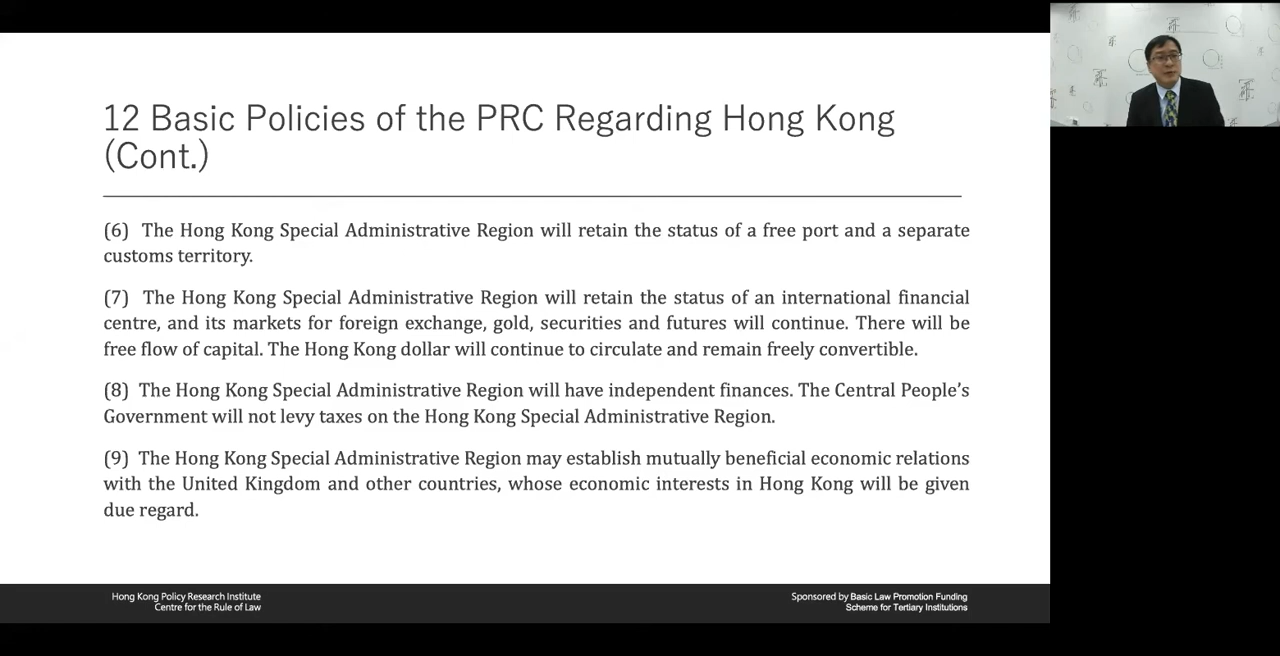 12 Basic Policies of the PRC Regarding Hong Kong
(Cont.)
(6) The Hong Kong Special Administrative Region will retain the status of a free port and a separate
customs territory.
(7) The Hong Kong Special Administrative Region will retain the status of an international financial
centre, and its markets for foreign exchange, gold, securities and futures will continue. There will be
free flow of capital. The Hong Kong dollar will continue to circulate and remain freely convertible.
(8) The Hong Kong Special Administrative Region will have independent finances. The Central People’s
Government will not levy taxes on the Hong Kong Special Administrative Region.
(9) The Hong Kong Special Administrative Region may establish mutually beneficial economic relations
with the United Kingdom and other countries, whose economic interests in Hong Kong will be given
due regard.
Hong Kong Policy Research Institute
Centre for the Rule of Law
Sponsored by Basic Law Promotion Funding
Scheme for Tertiary Institutions